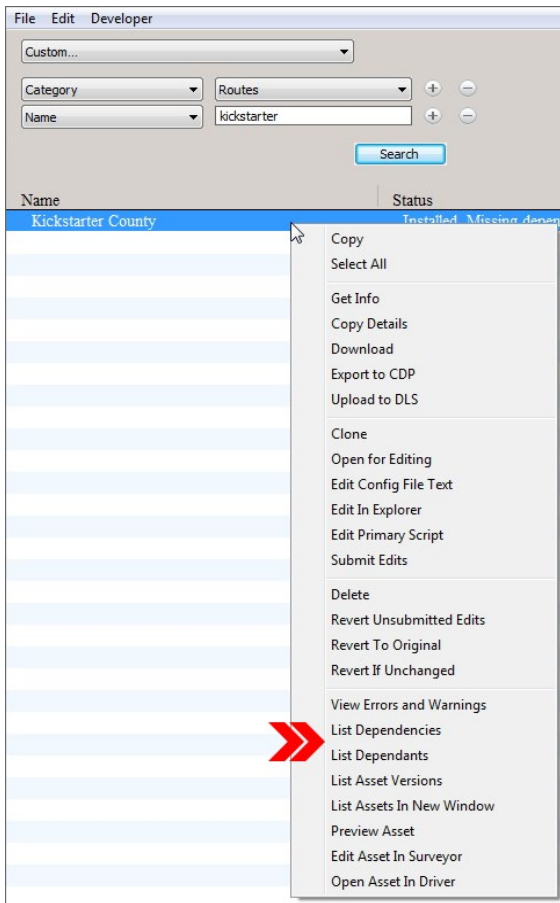 File Edit Developer
Custom...
Category Routes
Name kickstarter
Search
Name Status
Kickstarter County Installed, Missing depen
Copy
Select All
Get Info
Copy Details
Download
Export to CDP
Upload to DLS
Clone
Open for Editing
Edit Config File Text
Edit In Explorer
Edit Primary Script
Submit Edits
Delete
Revert Unsubmitted Edits
Revert To Original
Revert If Unchanged
View Errors and Warnings
List Dependencies
List Dependants
List Asset Versions
List Assets In New Window
Preview Asset
Edit Asset In Surveyor
Open Asset In Driver